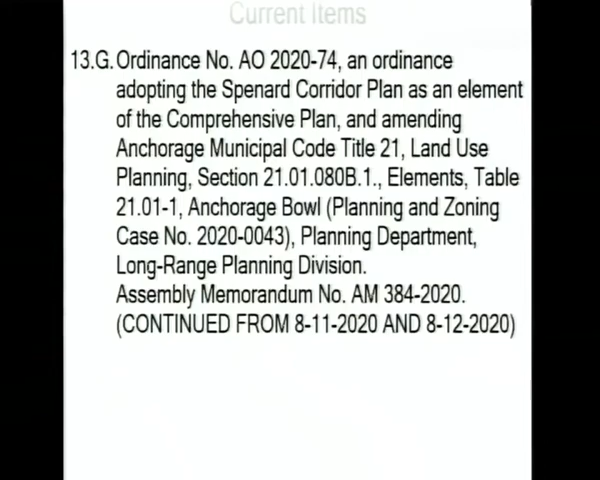 Current Items
13.G. Ordinance No. AO 2020-74, an ordinance
adopting the Spenard Corridor Plan as an element
of the Comprehensive Plan, and amending
Anchorage Municipal Code Title 21, Land Use
Planning, Section 21.01.080B.1., Elements, Table
21.01-1, Anchorage Bowl (Planning and Zoning
Case No. 2020-0043), Planning Department,
Long-Range Planning Division.
Assembly Memorandum No. AM 384-2020.
(CONTINUED FROM 8-11-2020 AND 8-12-2020)